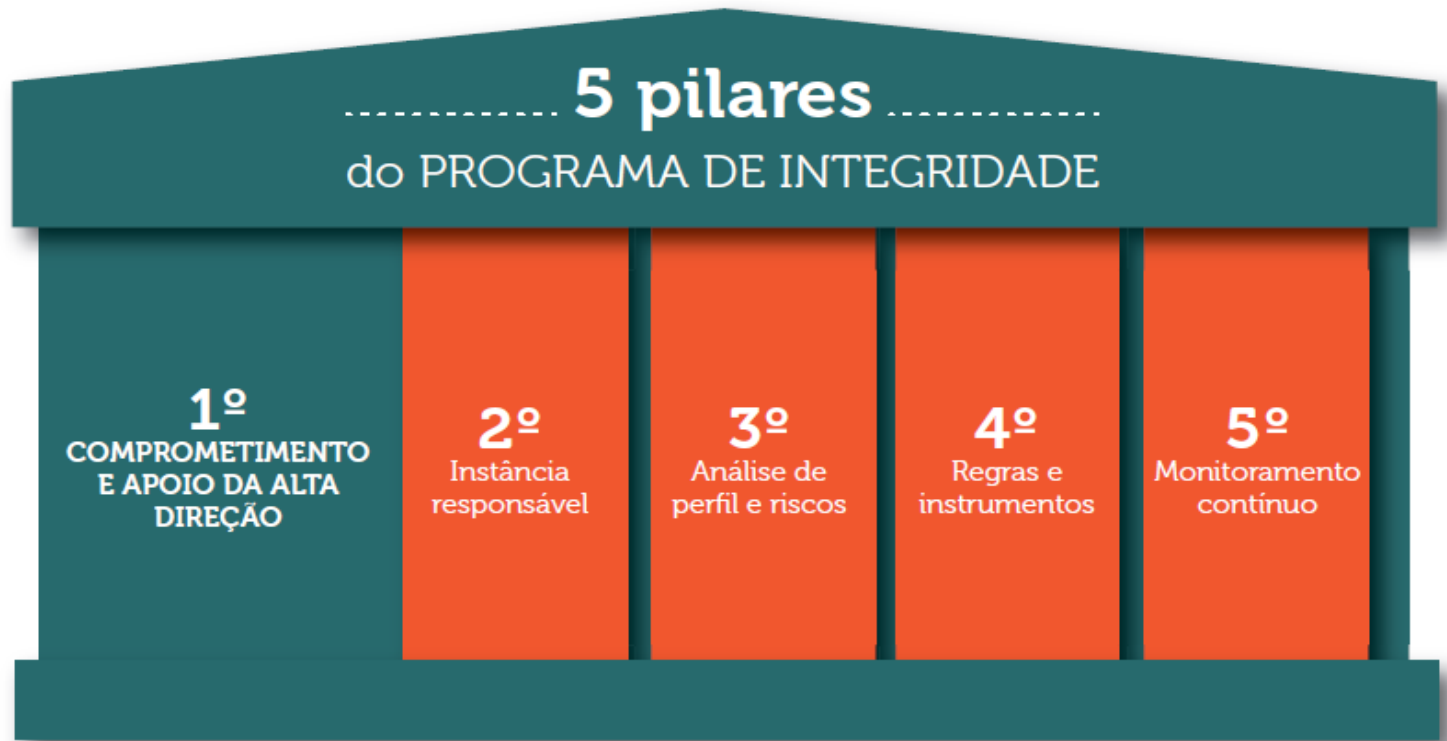 5 pilares
do PROGRAMA DE INTEGRIDADE
1º
COMPROMETIMENTO
E APOIO DA ALTA
DIREÇÃO
2º
Instância
responsável
3º
Análise de
perfil e riscos
4º
Regras e
instrumentos
5º
Monitoramento
contínuo